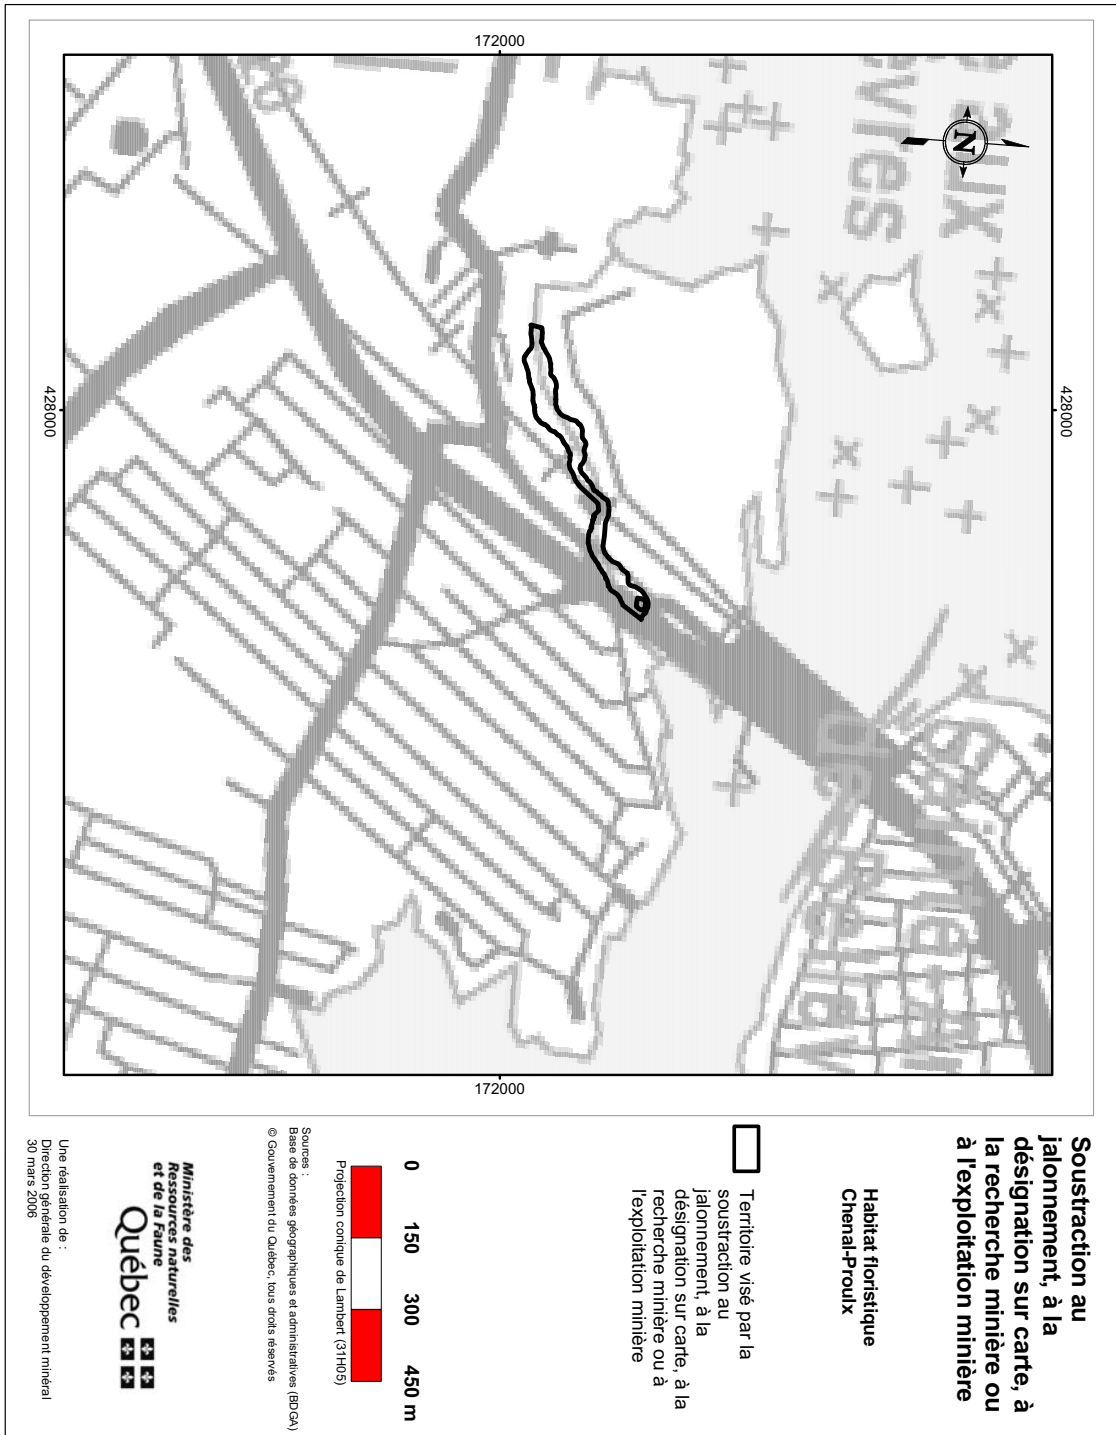 Soustraction au
jalonnement, à la
désignation sur carte, à
la recherche minière ou
à l'exploitation minière
Habitat floristique
Chenal-Proulx
Territoire visé par la
soustraction au
jalonnement, à la
désignation sur carte, à la
recherche minière ou à
l'exploitation minière
0 150 300 450 m
Projection conique de Lambert (31H05)
Sources :
Base de données géographiques et administratives (BDGA)
© Gouvernement du Québec, tous droits réservés
Ministère des
Ressources naturelles
et de la Faune
Québec
Une réalisation de :
Direction générale du développement minéral
30 mars 2006
172000
172000
428000
428000
N
aux